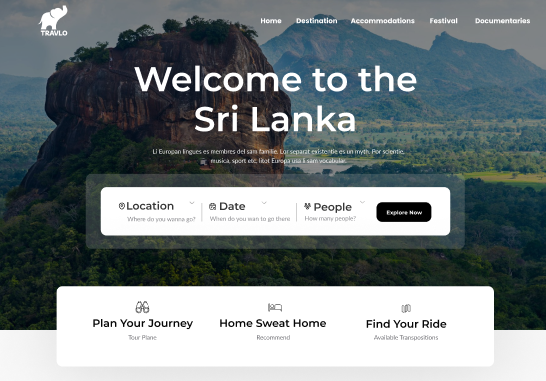 TRAVLO
Home Destination Accommodations Festival Documentaries
Welcome to the
Sri Lanka
Li Europan lingues es membres del sam familie. Lor separat existentie es un myth. Por scientie,
musica, sport etc, litot Europa usa li sam vocabular.
Location Date People
Explore Now
Where do you wanna go? When do you wan to go there How many people?
Plan Your Journey Home Sweat Home Find Your Ride
Tour Plane Recommend Available Transpositions